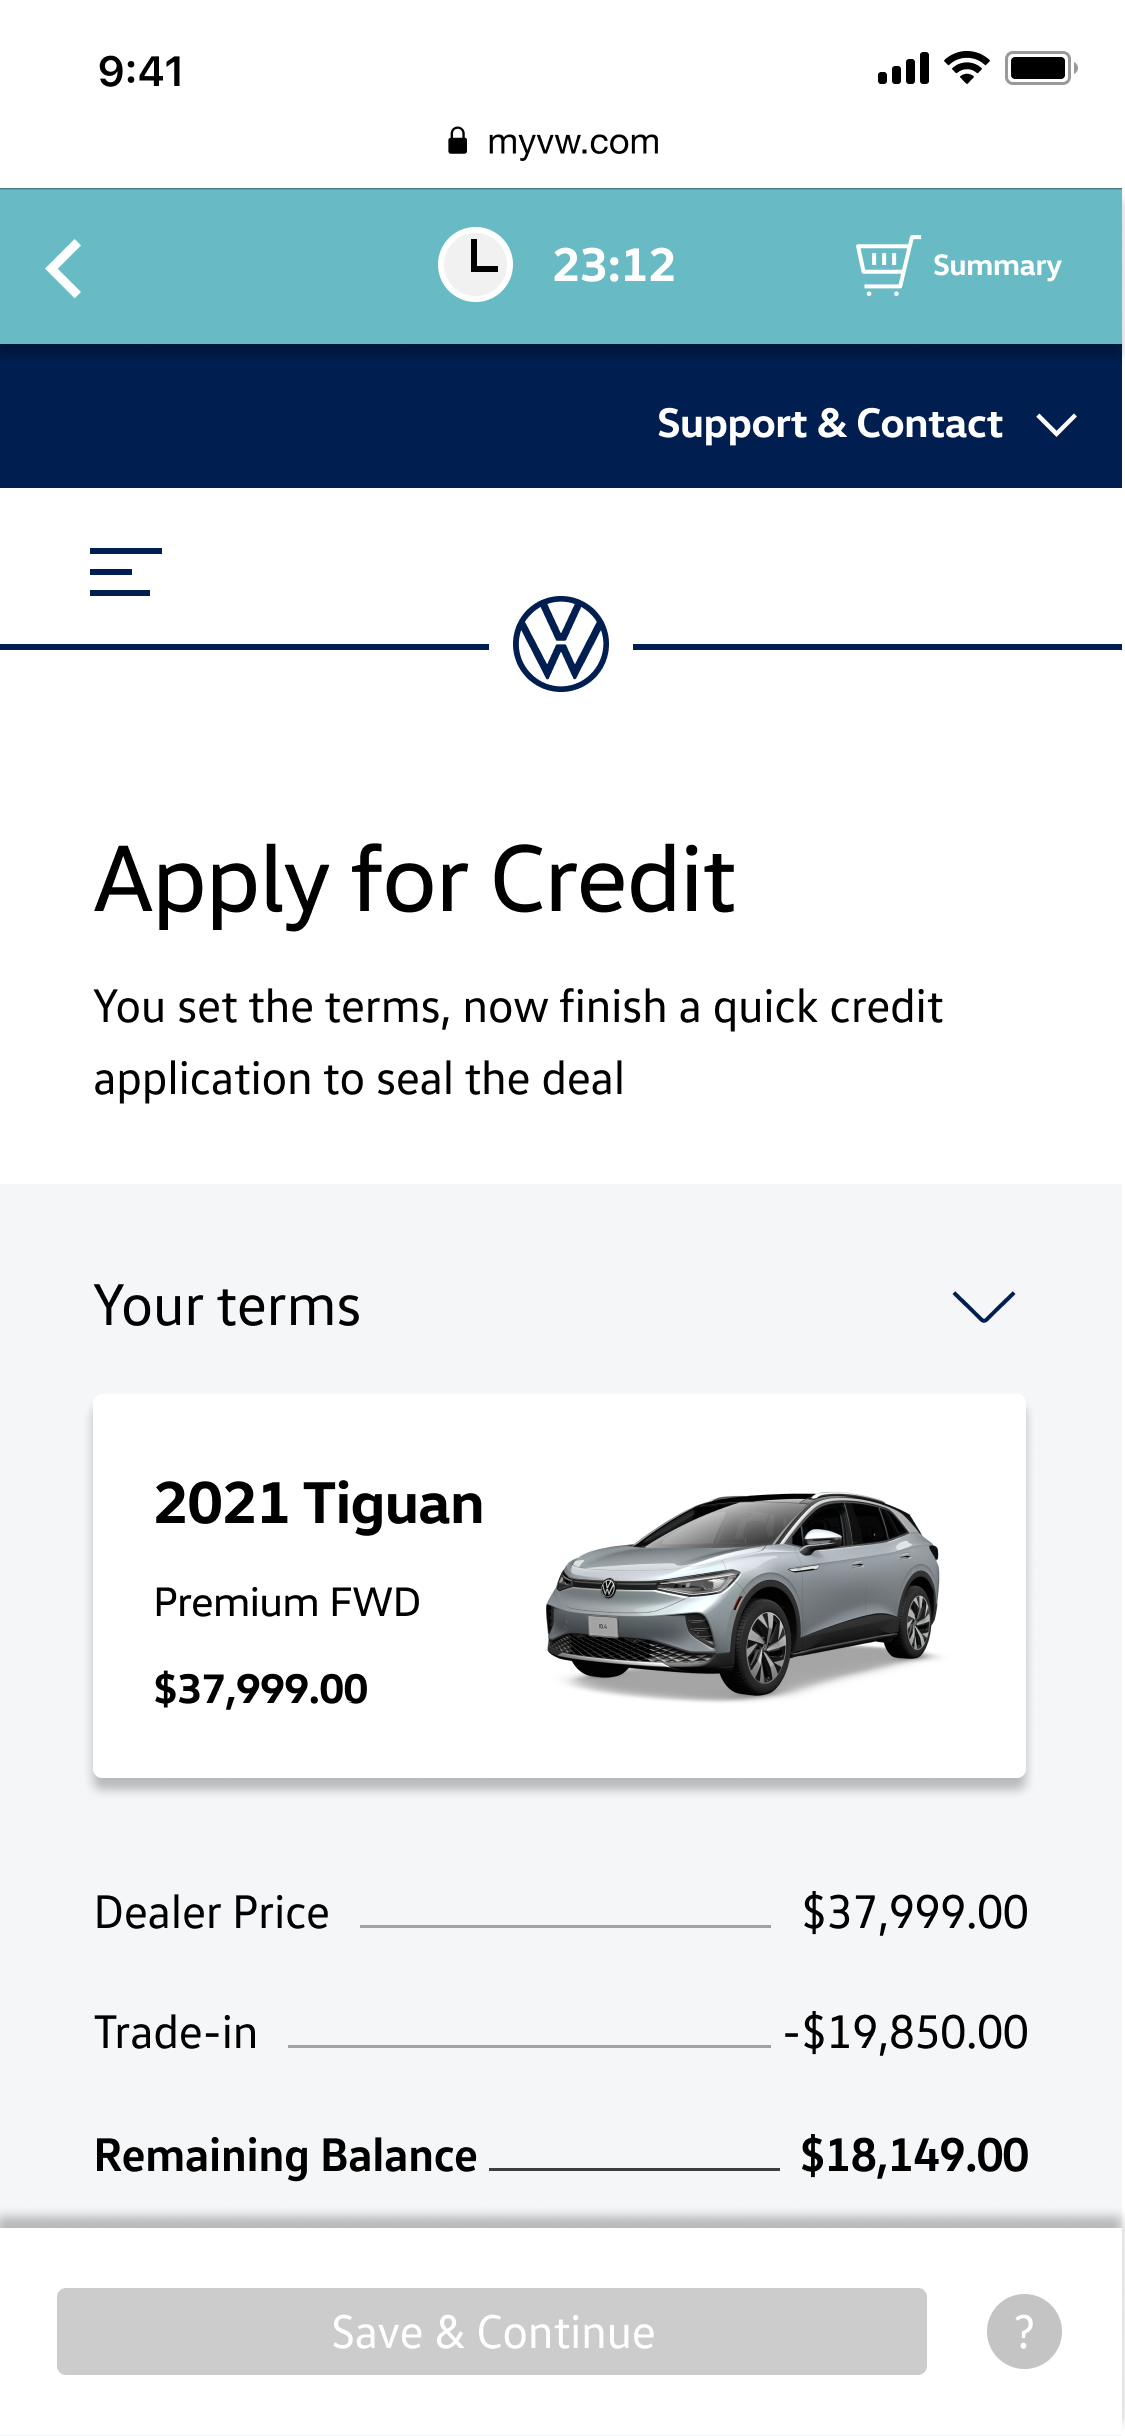 9:41
myvw.com
23:12
Summary
Support & Contact
Apply for Credit
You set the terms, now finish a quick credit
application to seal the deal
Your terms
2021 Tiguan
Premium FWD
$37,999.00
Dealer Price $37,999.00
Trade-in -$19,850.00
Remaining Balance $18,149.00
Save & Continue
?